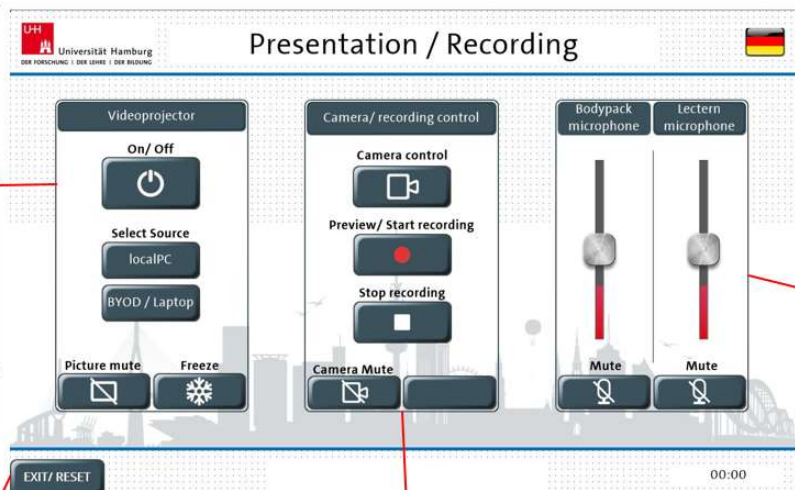 UH
Universität Hamburg
DER FORSCHUNG | DER LEHRE | DER BILDUNG
Presentation / Recording
Videoprojector
On/ Off
Select Source
localPC
BYOD / Laptop
Picture mute
Freeze
Camera/ recording control
Camera control
Preview/ Start recording
Stop recording
Camera Mute
Bodypack
microphone
Lectern
microphone
Mute
Mute
EXIT/ RESET
00:00